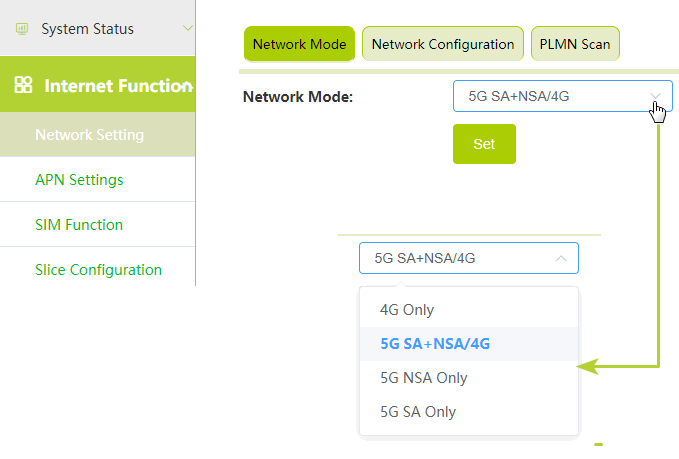 System Status
Internet Function
Network Setting
APN Settings
SIM Function
Slice Configuration
Network Mode Network Configuration PLMN Scan
Network Mode: 5G SA+NSA/4G
Set
5G SA+NSA/4G
4G Only
5G SA+NSA/4G
5G NSA Only
5G SA Only